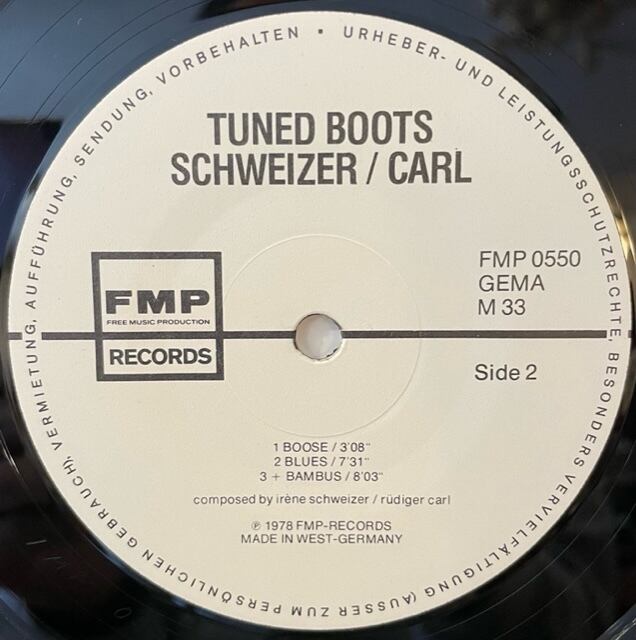 TUNED BOOTS
SCHWEIZER / CARL
FMP
FREE MUSIC PRODUCTION
RECORDS
FMP 0550
GEMA
M 33
Side 2
1 BOOSE / 3'08"
2 BLUES / 7'31"
3 + BAMBUS / 8'03"
composed by irène schweizer / rüdiger carl
℗ 1978 FMP-RECORDS
MADE IN WEST-GERMANY
URHEBER- UND LEISTUNGSSCHUTZRECHTE, BESONDERS VERVIELFÄLTIGUNG (AUSSER ZUM PERSÖNLICHEN GEBRAUCH), VERMIETUNG, AUFFÜHRUNG, SENDUNG, VORBEHALTEN •